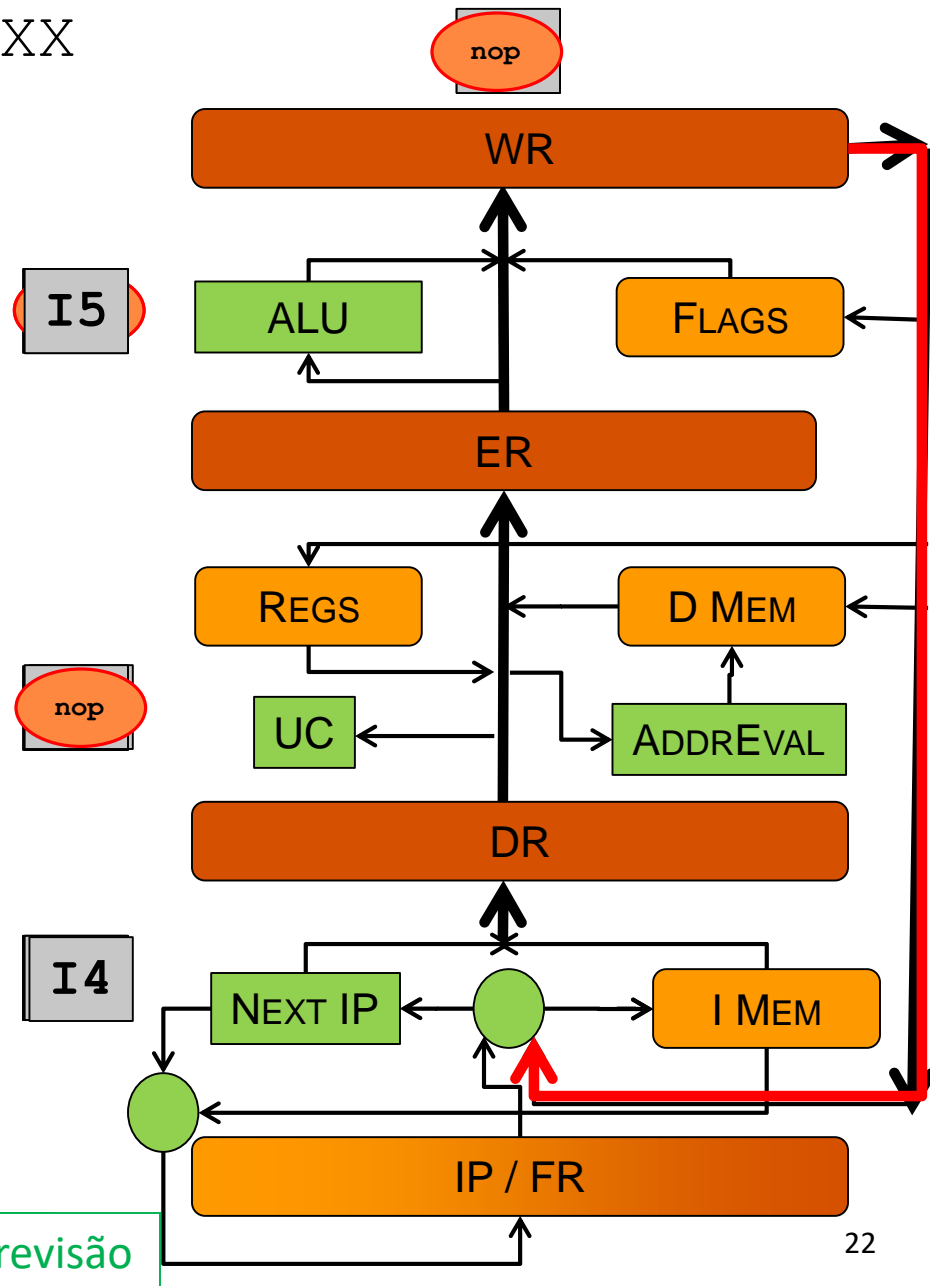 XX
nop
WR
I5
ALU
FLAGS
ER
REGS
D MEM
nop
UC
ADDREVAL
DR
I4
NEXT IP
I MEM
IP / FR
revisão
22